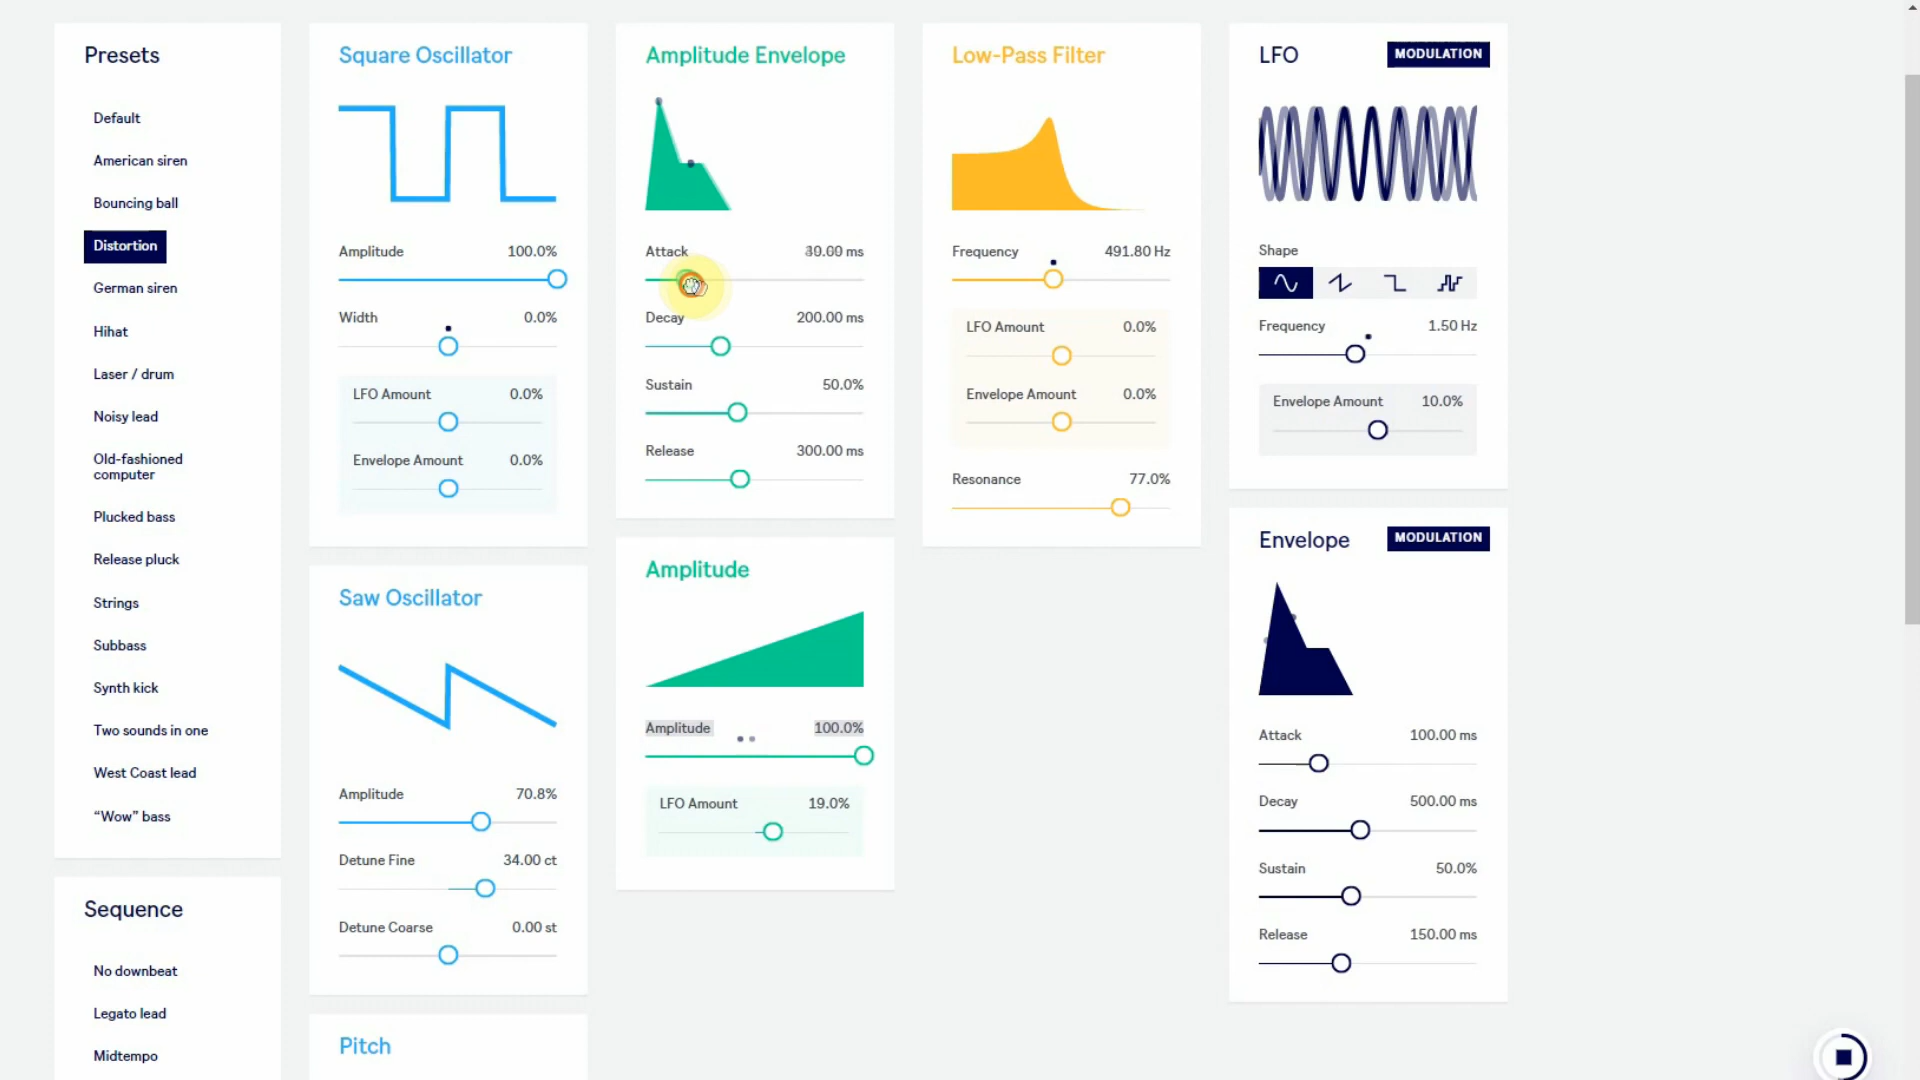 Presets
Default
American siren
Bouncing ball
Distortion
German siren
Hihat
Laser / drum
Noisy lead
Old-fashioned
computer
Plucked bass
Release pluck
Strings
Subbass
Synth kick
Two sounds in one
West Coast lead
“Wow” bass
Sequence
No downbeat
Legato lead
Midtempo
Square Oscillator
Amplitude 100.0%
Width 0.0%
LFO Amount 0.0%
Envelope Amount 0.0%
Saw Oscillator
Amplitude 70.8%
Detune Fine 34.00 ct
Detune Coarse 0.00 st
Pitch
Amplitude Envelope
Attack ms
Decay 200.00 ms
Sustain 50.0%
Release 300.00 ms
Amplitude
Amplitude 100.0%
LFO Amount 19.0%
Low-Pass Filter
Frequency 491.80 Hz
LFO Amount 0.0%
Envelope Amount 0.0%
Resonance 77.0%
LFO MODULATION
Shape
Frequency 1.50 Hz
Envelope Amount 10.0%
Envelope MODULATION
Attack 100.00 ms
Decay 500.00 ms
Sustain 50.0%
Release 150.00 ms